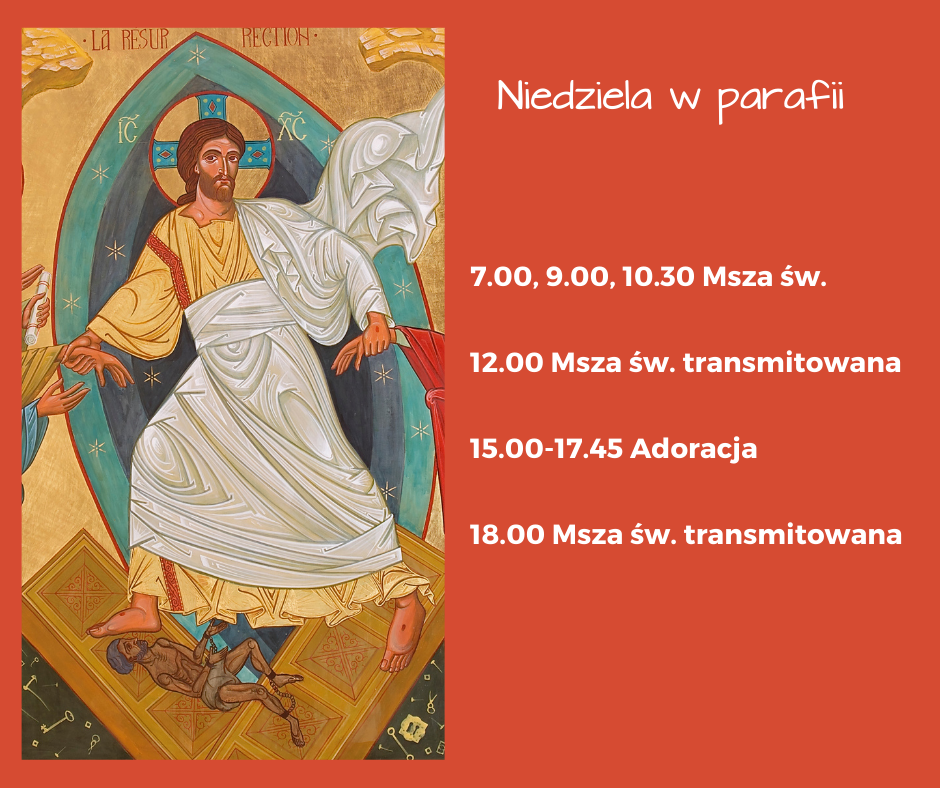 ·LA RESUR RECTION·
IC XC
Niedziela w parafii
7.00, 9.00, 10.30 Msza św.
12.00 Msza św. transmitowana
15.00-17.45 Adoracja
18.00 Msza św. transmitowana